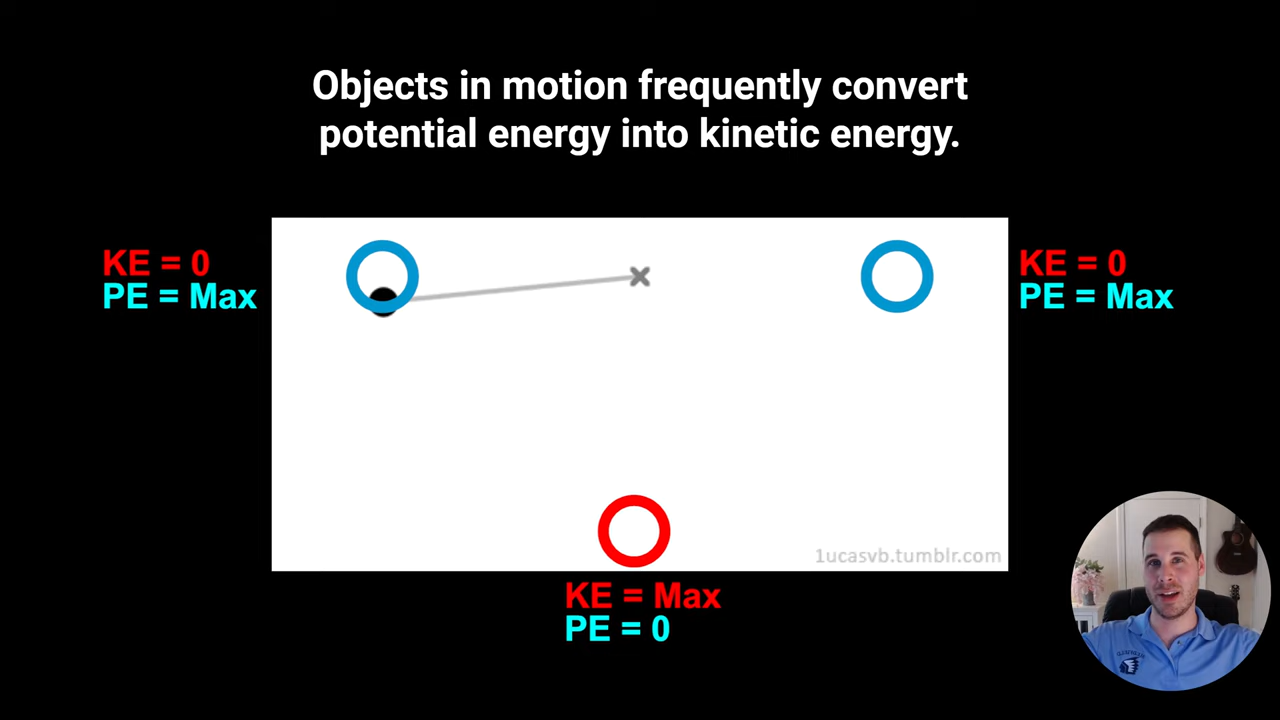 Objects in motion frequently convert
potential energy into kinetic energy.
KE = 0
PE = Max
KE = 0
PE = Max
1ucasvb.tumblr.com
KE = Max
PE = 0